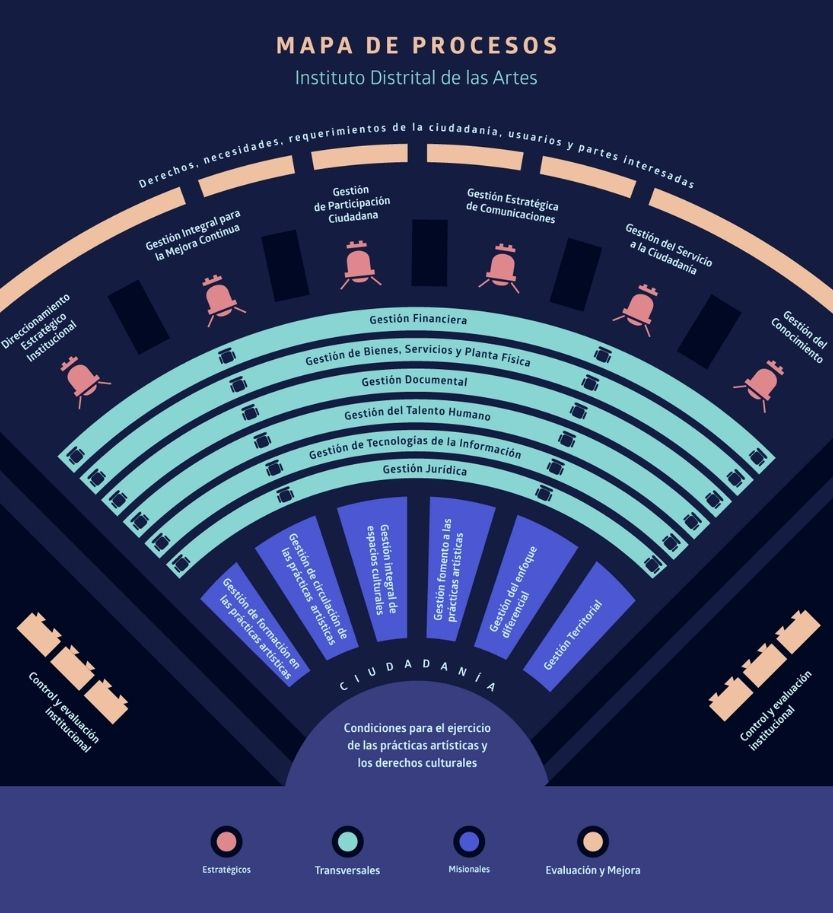 MAPA DE PROCESOS
Instituto Distrital de las Artes
Derechos, necesidades, requerimientos de la ciudadanía, usuarios y partes interesadas
Direccionamiento
Estratégico
Institucional
Gestión Integral para
la Mejora Continua
Gestión
de Participación
Ciudadana
Gestión Estratégica
de Comunicaciones
Gestión del Servicio
a la Ciudadanía
Gestión del
Conocimiento
Gestión Financiera
Gestión de Bienes, Servicios y Planta Física
Gestión Documental
Gestión del Talento Humano
Gestión de Tecnologías de la Información
Gestión Jurídica
Gestión de formación en
las prácticas artísticas
Gestión de circulación de
las prácticas artísticas
Gestión integral de
espacios culturales
Gestión fomento a las
prácticas artísticas
Gestión del enfoque
diferencial
Gestión Territorial
CIUDADANÍA
Condiciones para el ejercicio
de las prácticas artísticas y
los derechos culturales
Control y evaluación
institucional
Control y evaluación
institucional
Estratégicos
Transversales
Misionales
Evaluación y Mejora